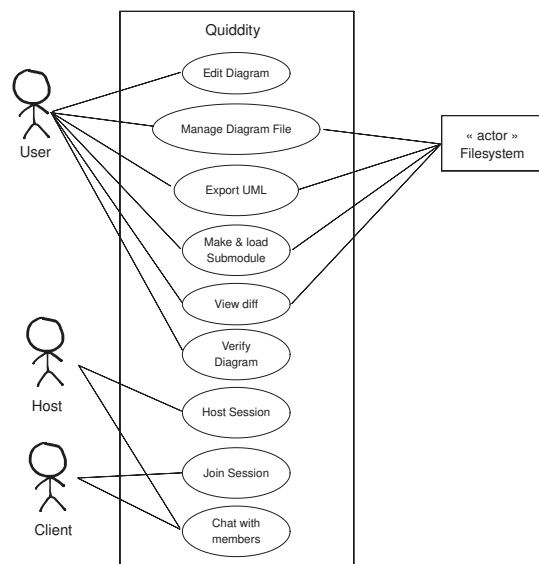 Quiddity
Edit Diagram
User
Manage Diagram File
« actor »
Filesystem
Export UML
Make & load
Submodule
View diff
Verify
Diagram
Host
Host Session
Join Session
Client
Chat with
members